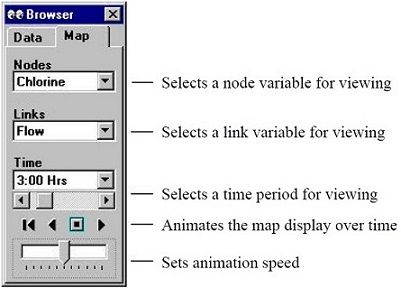 Browser
Data Map
Nodes
Chlorine
Selects a node variable for viewing
Links
Flow
Selects a link variable for viewing
Time
3:00 Hrs
Selects a time period for viewing
Animates the map display over time
Sets animation speed